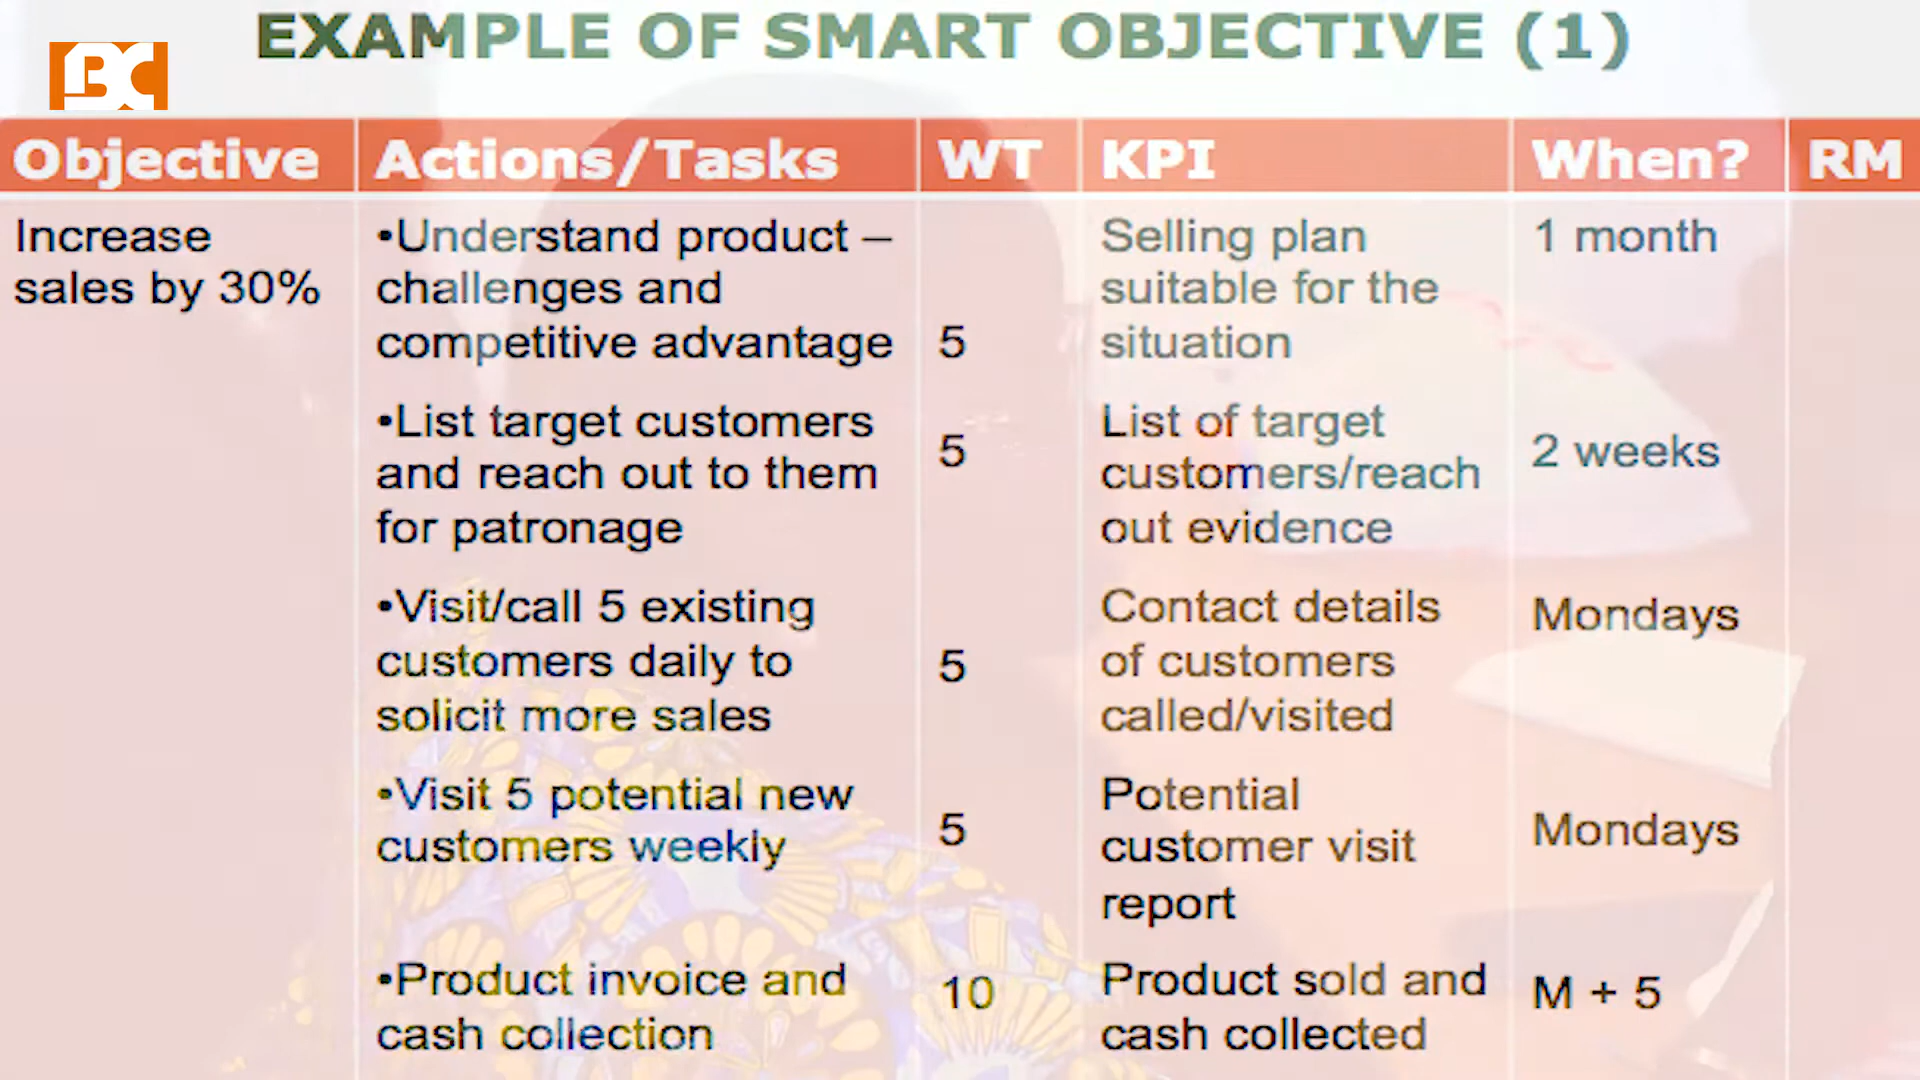 EXAMPLE OF SMART OBJECTIVE (1)
BC
Objective Actions/Tasks WT KPI When? RM
Increase
sales by 30%
•Understand product –
challenges and
competitive advantage
5
Selling plan
suitable for the
situation
1 month
•List target customers
and reach out to them
for patronage
5
List of target
customers/reach
out evidence
2 weeks
•Visit/call 5 existing
customers daily to
solicit more sales
5
Contact details
of customers
called/visited
Mondays
•Visit 5 potential new
customers weekly
5
Potential
customer visit
report
Mondays
•Product invoice and
cash collection
10
Product sold and
cash collected
M + 5